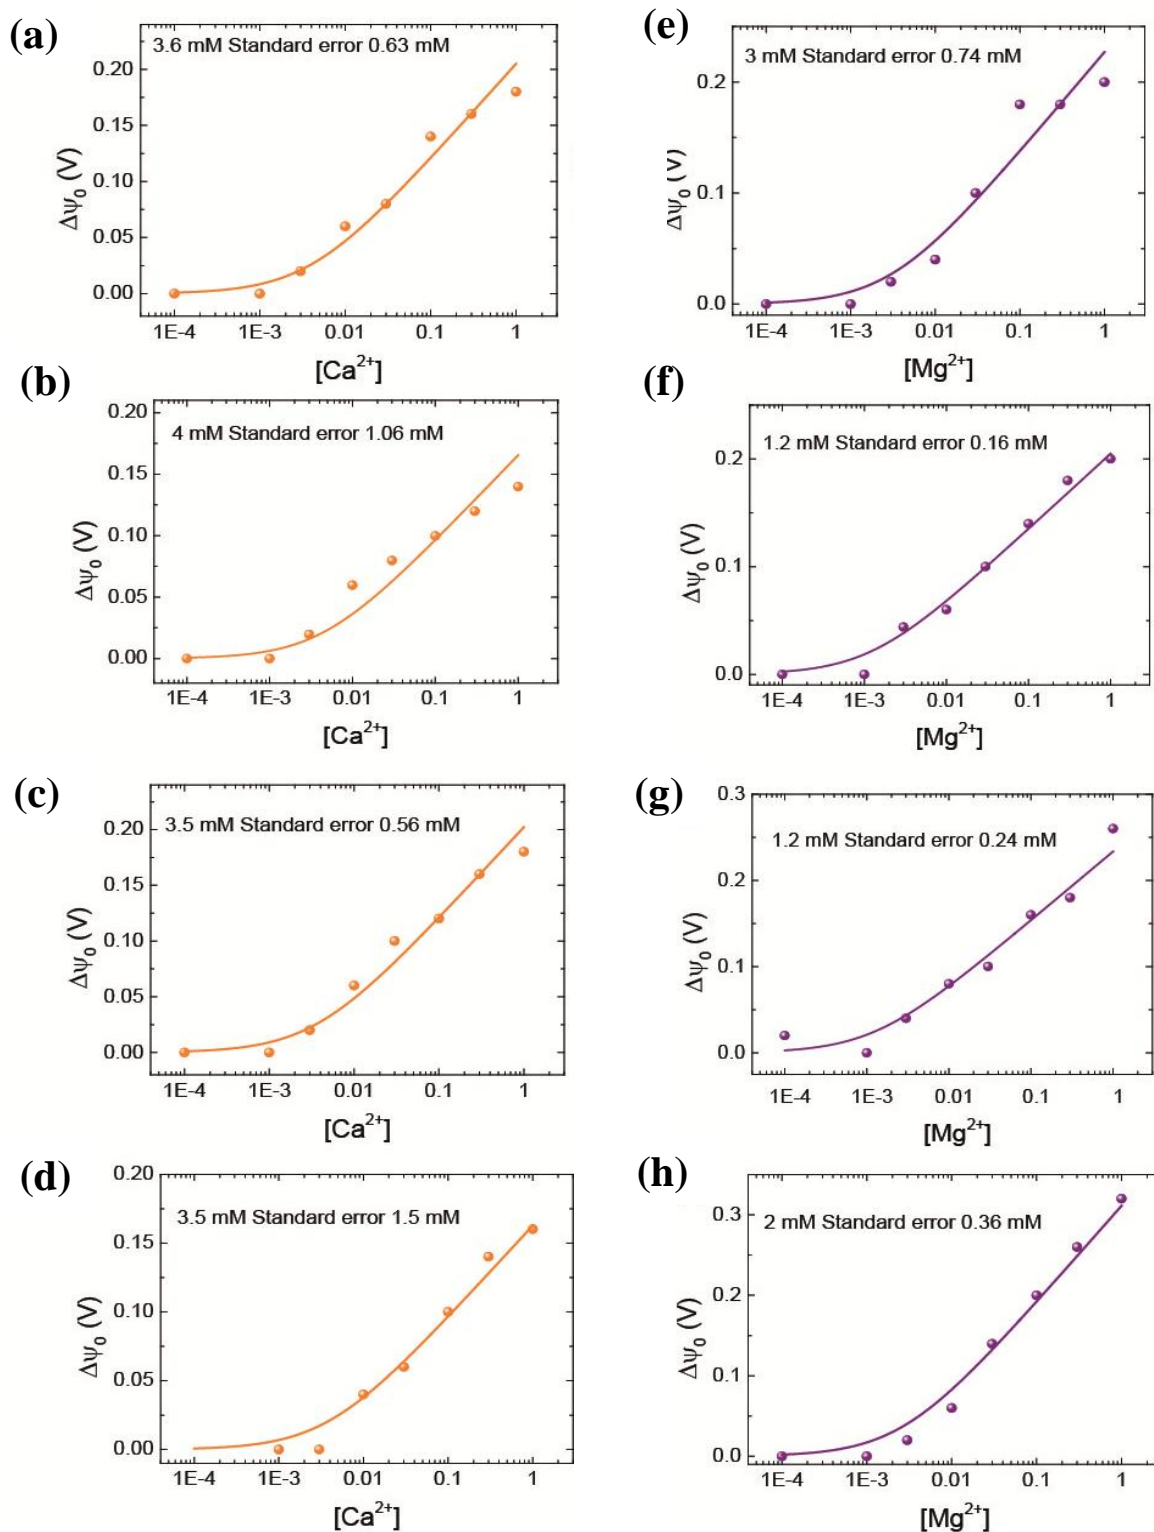 (a)
3.6 mM Standard error 0.63 mM
0.20
0.15
0.10
0.05
0.00
Δψ0 (V)
1E-4 1E-3 0.01 0.1 1
[Ca2+]
(b)
4 mM Standard error 1.06 mM
0.20
0.15
0.10
0.05
0.00
Δψ0 (V)
1E-4 1E-3 0.01 0.1 1
[Ca2+]
(c)
3.5 mM Standard error 0.56 mM
0.20
0.15
0.10
0.05
0.00
Δψ0 (V)
1E-4 1E-3 0.01 0.1 1
[Ca2+]
(d)
3.5 mM Standard error 1.5 mM
0.20
0.15
0.10
0.05
0.00
Δψ0 (V)
1E-4 1E-3 0.01 0.1 1
[Ca2+]
(e)
3 mM Standard error 0.74 mM
0.2
0.1
0.0
Δψ0 (V)
1E-4 1E-3 0.01 0.1 1
[Mg2+]
(f)
1.2 mM Standard error 0.16 mM
0.2
0.1
0.0
Δψ0 (V)
1E-4 1E-3 0.01 0.1 1
[Mg2+]
(g)
1.2 mM Standard error 0.24 mM
0.3
0.2
0.1
0.0
Δψ0 (V)
1E-4 1E-3 0.01 0.1 1
[Mg2+]
(h)
2 mM Standard error 0.36 mM
0.3
0.2
0.1
0.0
Δψ0 (V)
1E-4 1E-3 0.01 0.1 1
[Mg2+]